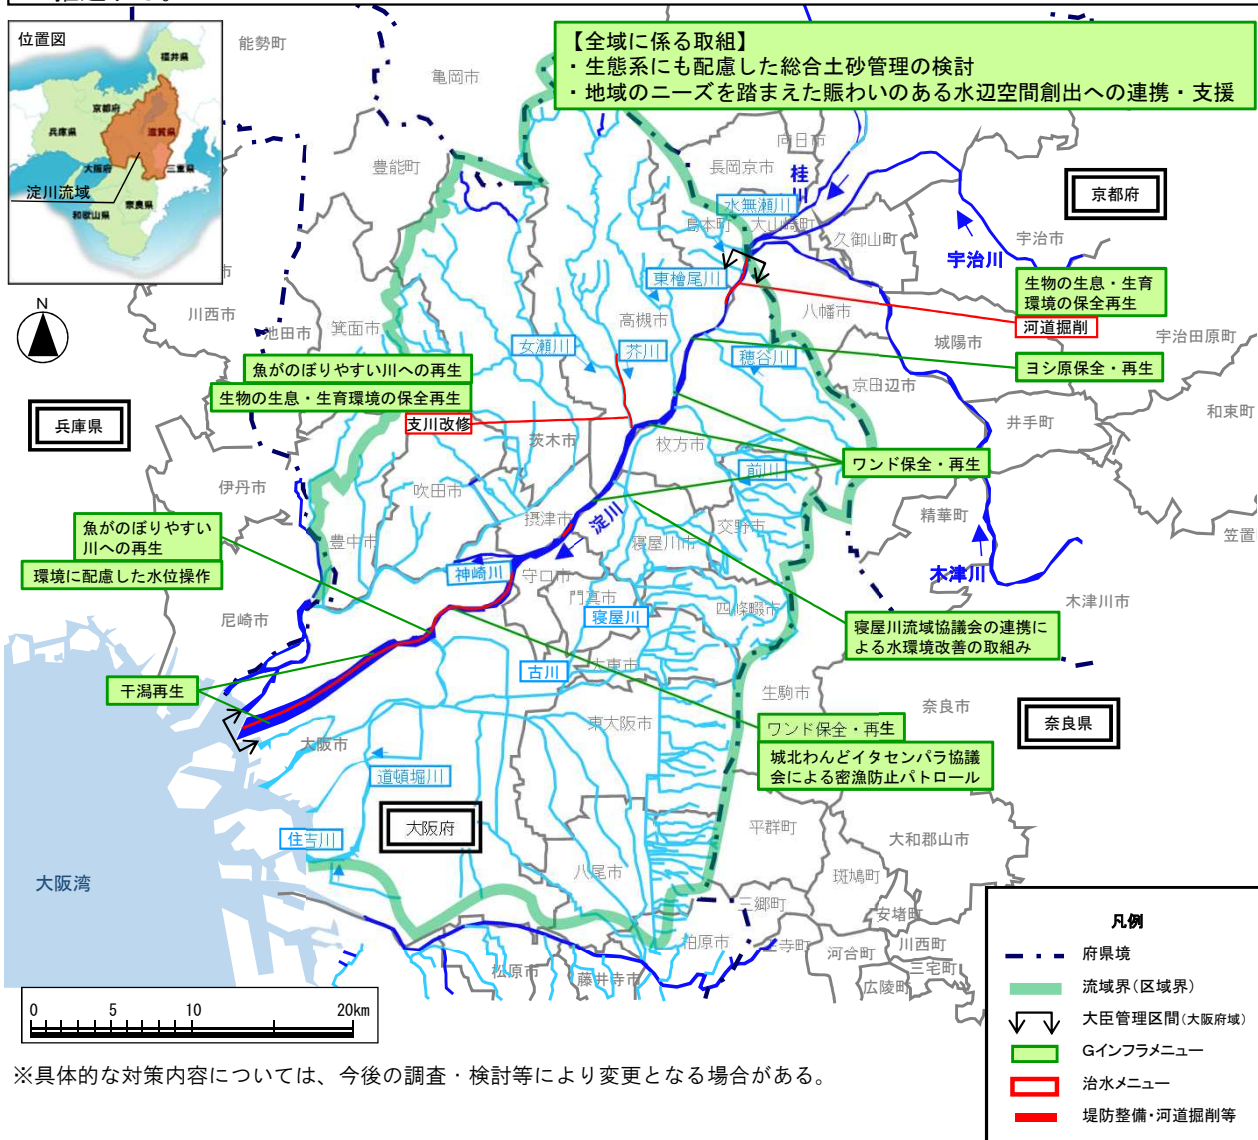 位置図
福井県
京都府
兵庫県
滋賀県
大阪府
三重県
淀川流域
奈良県
和歌山県
【全域に係る取組】
・生態系にも配慮した総合土砂管理の検討
・地域のニーズを踏まえた賑わいのある水辺空間創出への連携・支援
能勢町
亀岡市
豊能町
向日市
長岡京市
桂川
京都府
水無瀬川
島本町
大山崎町
久御山町
宇治市
宇治川
N
川西市
池田市
箕面市
東檜尾川
高槻市
八幡市
生物の生息・生育
環境の保全再生
河道掘削
城陽市
宇治田原町
女瀬川
芥川
穂谷川
ヨシ原保全・再生
魚がのぼりやすい川への再生
生物の生息・生育環境の保全再生
京田辺市
和束町
兵庫県
支川改修
茨木市
枚方市
井手町
ワンド保全・再生
前川
伊丹市
吹田市
摂津市
淀川
交野市
精華町
笠置
魚がのぼりやすい
川への再生
豊中市
寝屋川市
環境に配慮した水位操作
神崎川
守口市
木津川
門真市
四條畷市
木津川市
尼崎市
寝屋川
寝屋川流域協議会の連携に
よる水環境改善の取組み
古川
大東市
干潟再生
生駒市
奈良市
東大阪市
奈良県
大阪市
ワンド保全・再生
城北わんどイタセンパラ協議
会による密漁防止パトロール
道頓堀川
大阪府
平群町
大和郡山市
住吉川
八尾市
斑鳩町
大阪湾
三郷町
安堵町
柏原市
王寺町
河合町
川西町
三宅町
松原市
藤井寺市
広陵町
凡例
府県境
流域界(区域界)
大臣管理区間(大阪府域)
Gインフラメニュー
治水メニュー
堤防整備・河道掘削等
0 5 10 20km
※具体的な対策内容については、今後の調査・検討等により変更となる場合がある。